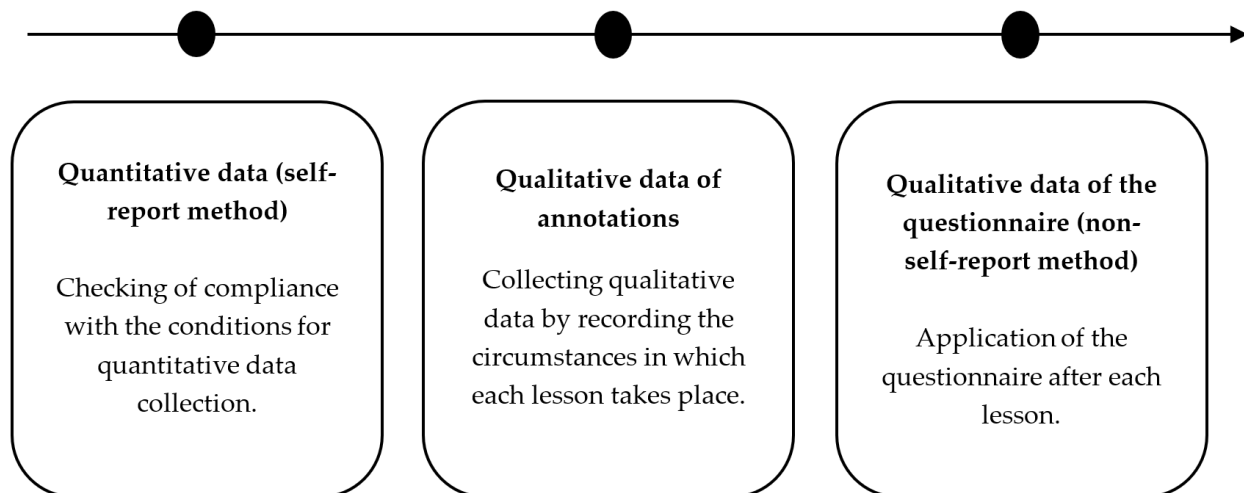 Quantitative data (self-
report method)
Checking of compliance
with the conditions for
quantitative data
collection.
Qualitative data of
annotations
Collecting qualitative
data by recording the
circumstances in which
each lesson takes place.
Qualitative data of the
questionnaire (non-
self-report method)
Application of the
questionnaire after each
lesson.